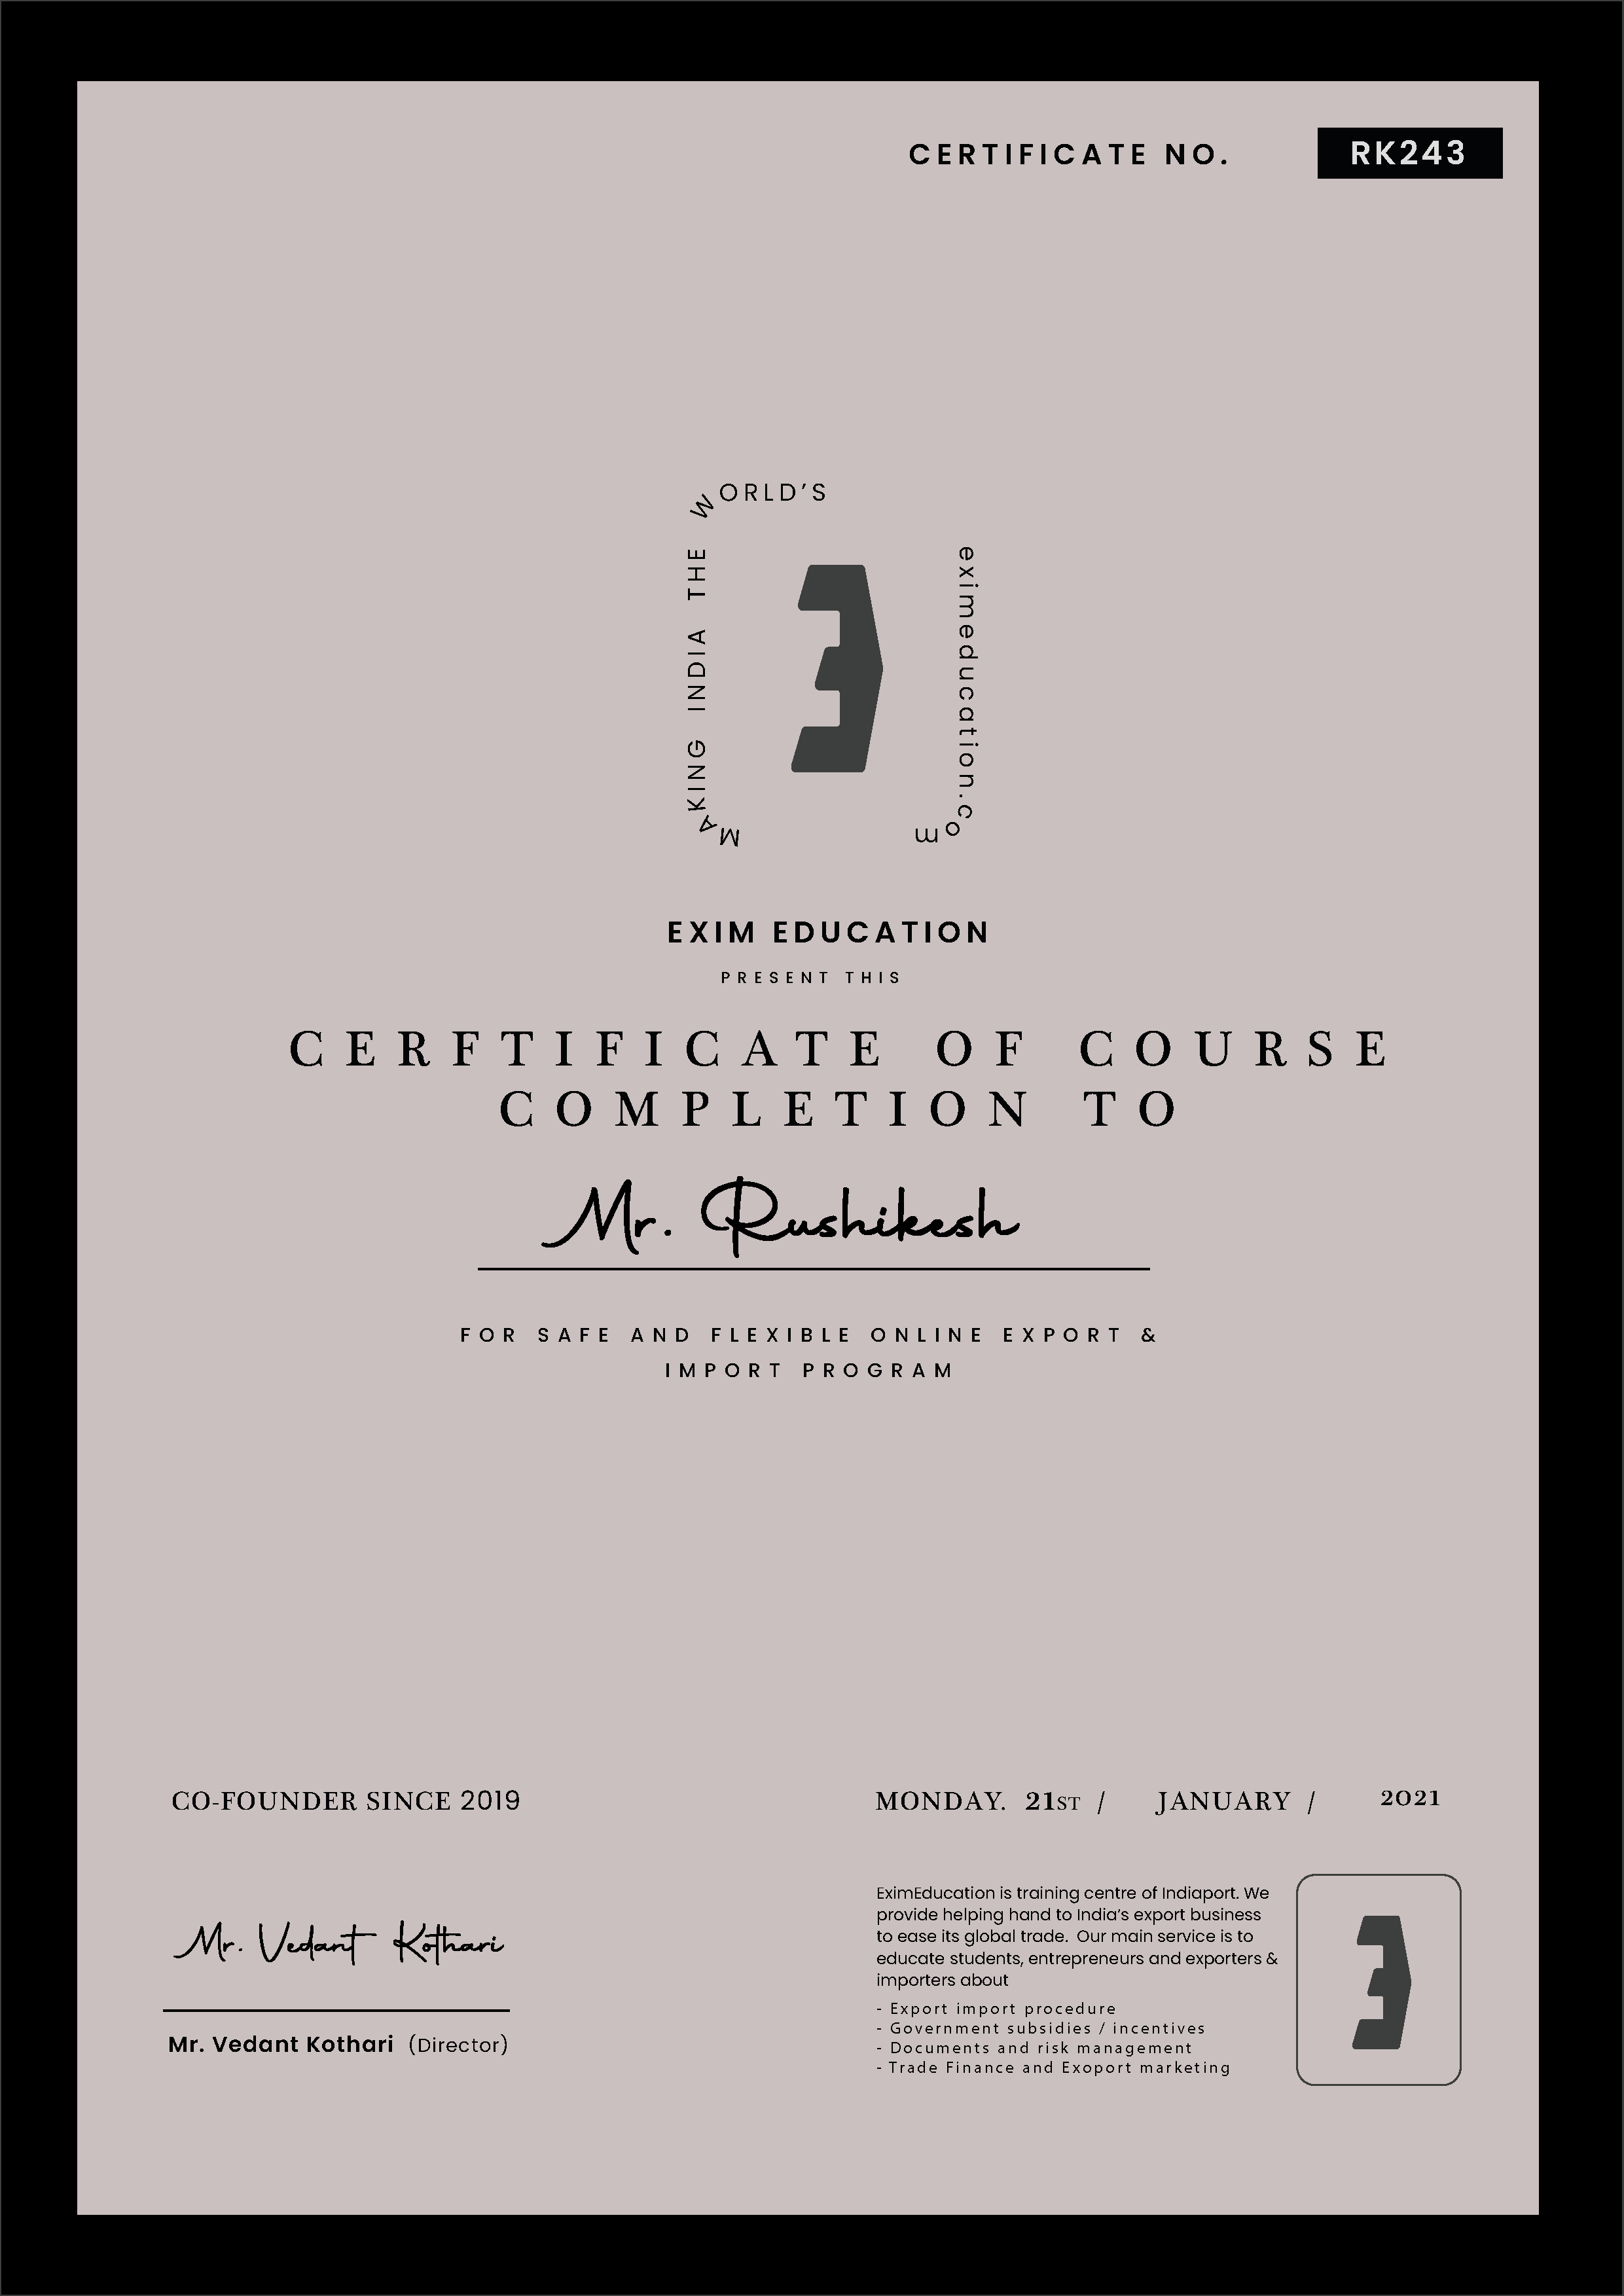 CERTIFICATE NO. RK243
MAKING INDIA THE WORLD’S
eximeducation.com
EXIM EDUCATION
PRESENT THIS
CERFTIFICATE OF COURSE
COMPLETION TO
Mr. Rushikesh
FOR SAFE AND FLEXIBLE ONLINE EXPORT &
IMPORT PROGRAM
CO-FOUNDER SINCE 2019
MONDAY. 21ST / JANUARY / 2021
Mr. Vedant Kothari
Mr. Vedant Kothari (Director)
EximEducation is training centre of Indiaport. We
provide helping hand to India’s export business
to ease its global trade. Our main service is to
educate students, entrepreneurs and exporters &
importers about
- Export import procedure
- Government subsidies / incentives
- Documents and risk management
- Trade Finance and Exoport marketing